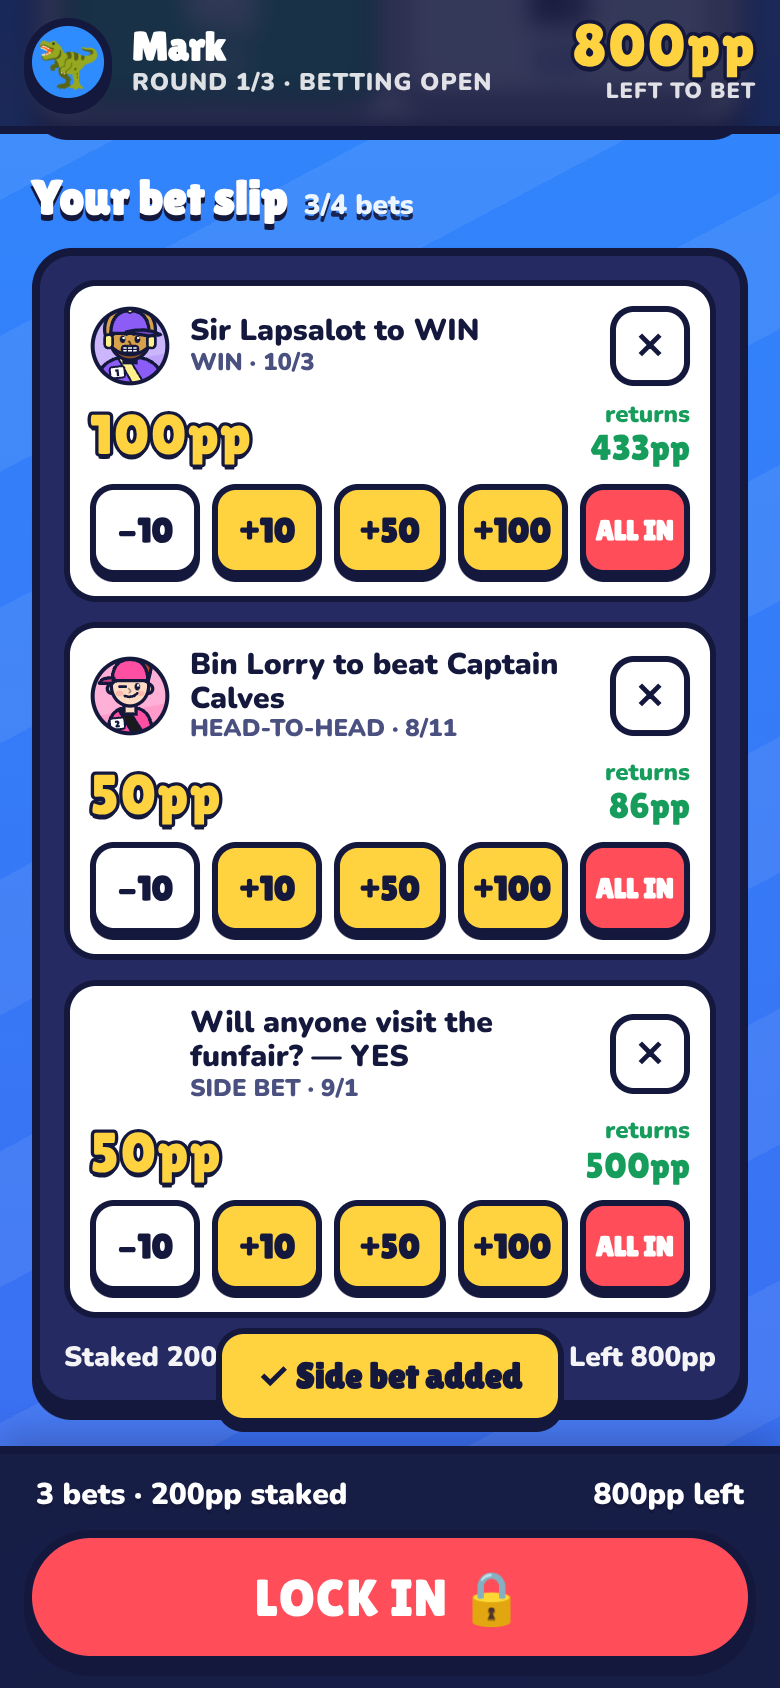 Mark
ROUND 1/3 · BETTING OPEN
800pp
LEFT TO BET
Your bet slip 3/4 bets
Sir Lapsalot to WIN
WIN · 10/3
×
100pp
returns
433pp
–10 +10 +50 +100 ALL IN
Bin Lorry to beat Captain
Calves
HEAD-TO-HEAD · 8/11
×
50pp
returns
86pp
–10 +10 +50 +100 ALL IN
Will anyone visit the
funfair? — YES
SIDE BET · 9/1
×
50pp
returns
500pp
–10 +10 +50 +100 ALL IN
Staked 200
✓ Side bet added
Left 800pp
3 bets · 200pp staked
800pp left
LOCK IN 🔒